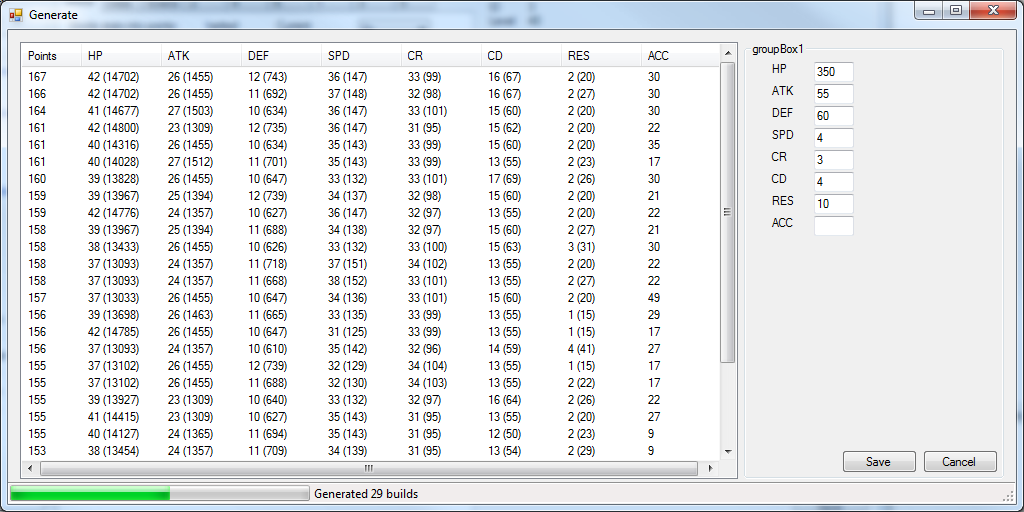 Generate
Points HP ATK DEF SPD CR CD RES ACC
167 42 (14702) 26 (1455) 12 (743) 36 (147) 33 (99) 16 (67) 2 (20) 30
166 42 (14702) 26 (1455) 11 (692) 37 (148) 32 (98) 16 (67) 2 (27) 30
164 41 (14677) 27 (1503) 10 (634) 36 (147) 33 (101) 15 (60) 2 (20) 30
161 42 (14800) 23 (1309) 12 (735) 36 (147) 31 (95) 15 (62) 2 (20) 22
161 40 (14316) 26 (1455) 10 (634) 35 (143) 33 (99) 15 (60) 2 (20) 35
161 40 (14028) 27 (1512) 11 (701) 35 (143) 33 (99) 13 (55) 2 (23) 17
160 39 (13828) 26 (1455) 10 (647) 33 (132) 33 (101) 17 (69) 2 (26) 30
159 39 (13967) 25 (1394) 12 (739) 34 (137) 32 (98) 15 (60) 2 (20) 21
159 42 (14776) 24 (1357) 10 (627) 36 (147) 32 (97) 13 (55) 2 (20) 22
158 39 (13967) 25 (1394) 11 (688) 34 (138) 32 (97) 15 (60) 2 (27) 21
158 38 (13433) 26 (1455) 10 (626) 33 (132) 33 (100) 15 (63) 3 (31) 30
158 37 (13093) 24 (1357) 11 (718) 37 (151) 34 (102) 13 (55) 2 (20) 22
158 37 (13093) 24 (1357) 11 (668) 38 (152) 33 (101) 13 (55) 2 (27) 22
157 37 (13033) 26 (1455) 10 (647) 34 (136) 33 (101) 15 (60) 2 (20) 49
156 39 (13698) 26 (1463) 11 (665) 33 (135) 33 (99) 13 (55) 1 (15) 29
156 42 (14785) 26 (1455) 10 (647) 31 (125) 33 (99) 13 (55) 1 (15) 17
156 37 (13093) 24 (1357) 10 (610) 35 (142) 32 (96) 14 (59) 4 (41) 27
155 37 (13102) 26 (1455) 12 (739) 32 (129) 34 (104) 13 (55) 1 (15) 17
155 37 (13102) 26 (1455) 11 (688) 32 (130) 34 (103) 13 (55) 2 (22) 17
155 39 (13927) 23 (1309) 10 (640) 33 (132) 32 (97) 16 (64) 2 (26) 22
155 41 (14415) 23 (1309) 10 (627) 35 (143) 31 (95) 13 (55) 2 (20) 27
155 40 (14127) 24 (1365) 11 (694) 35 (143) 31 (95) 12 (50) 2 (23) 9
153 38 (13454) 24 (1357) 11 (709) 34 (139) 31 (95) 13 (54) 2 (29) 9
groupBox1
HP 350
ATK 55
DEF 60
SPD 4
CR 3
CD 4
RES 10
ACC
Save Cancel
Generated 29 builds